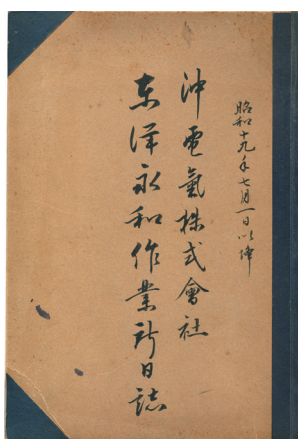 昭和十九年七月一日以降
沖電氣株式會社
東洋永和作業所日誌